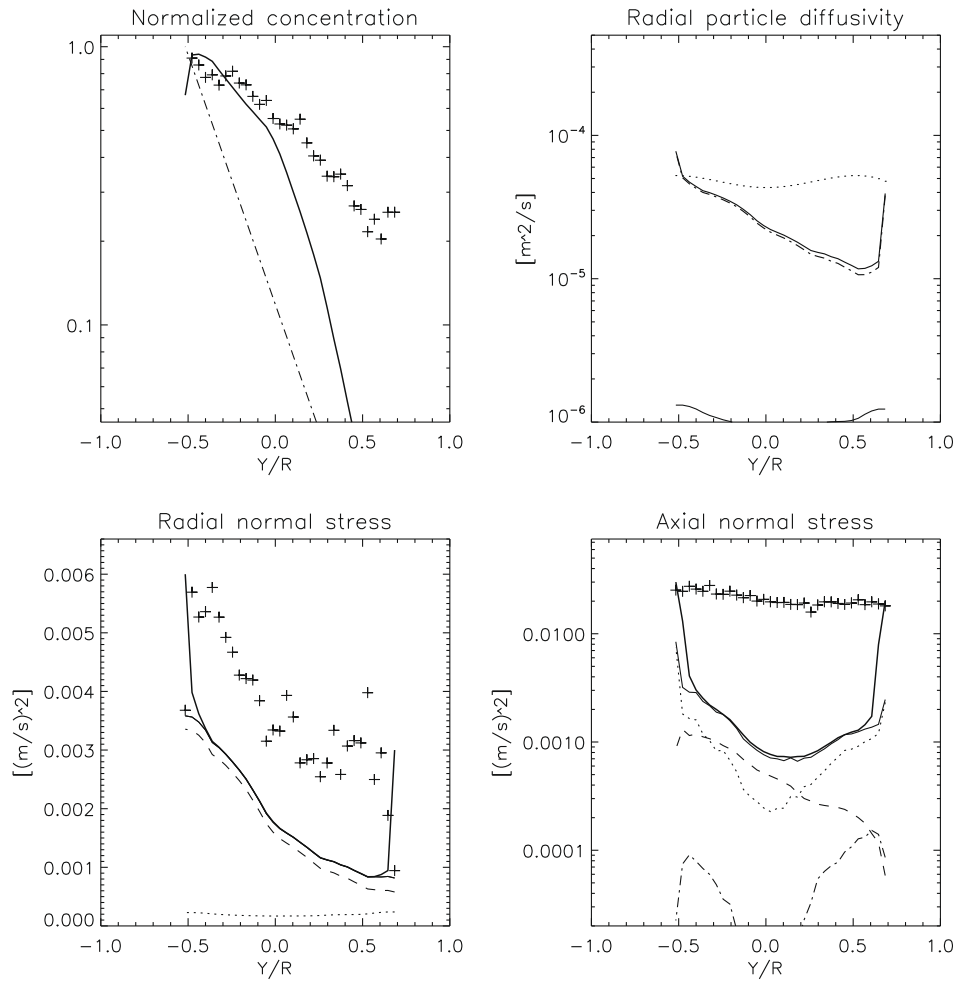 Normalized concentration
1.0
0.1
−1.0 −0.5 0.0 0.5 1.0
Y/R
Radial particle diffusivity
[m^2/s]
10^-4
10^-5
10^-6
−1.0 −0.5 0.0 0.5 1.0
Y/R
Radial normal stress
[(m/s)^2]
0.006
0.005
0.004
0.003
0.002
0.001
0.000
−1.0 −0.5 0.0 0.5 1.0
Y/R
Axial normal stress
[(m/s)^2]
0.0100
0.0010
0.0001
−1.0 −0.5 0.0 0.5 1.0
Y/R